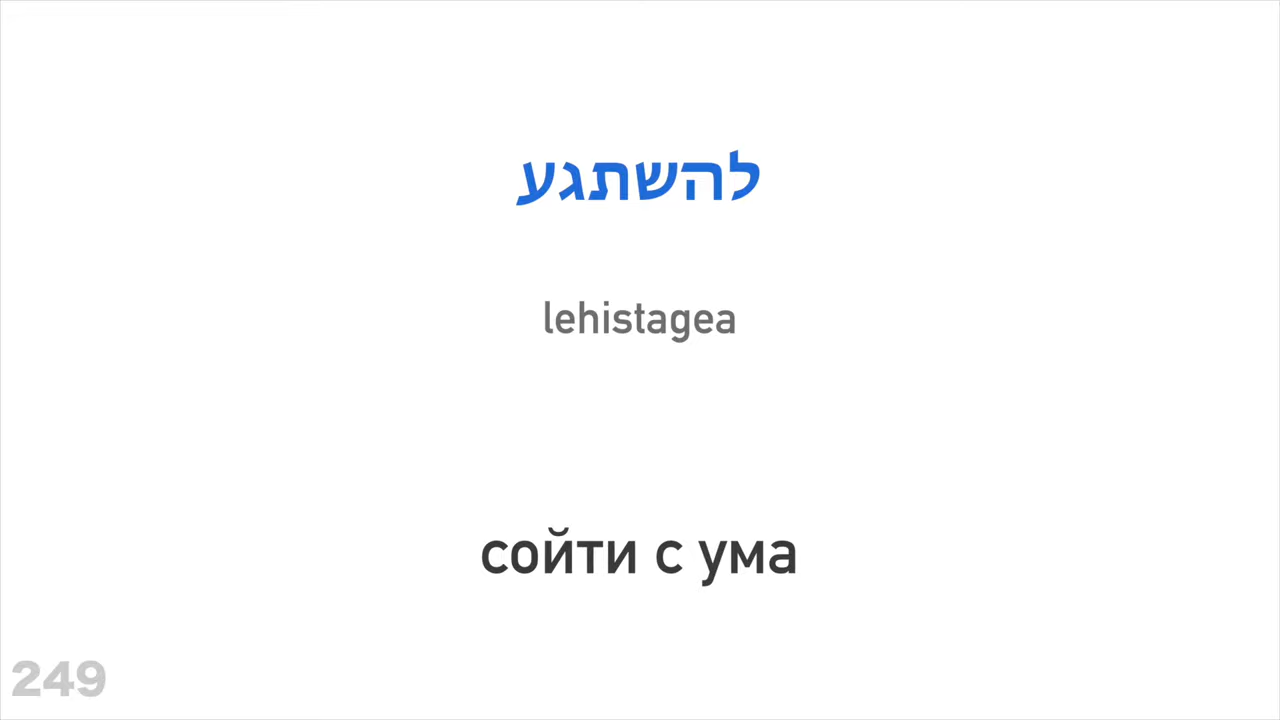 להשתגע
lehistagea
сойти с ума
249